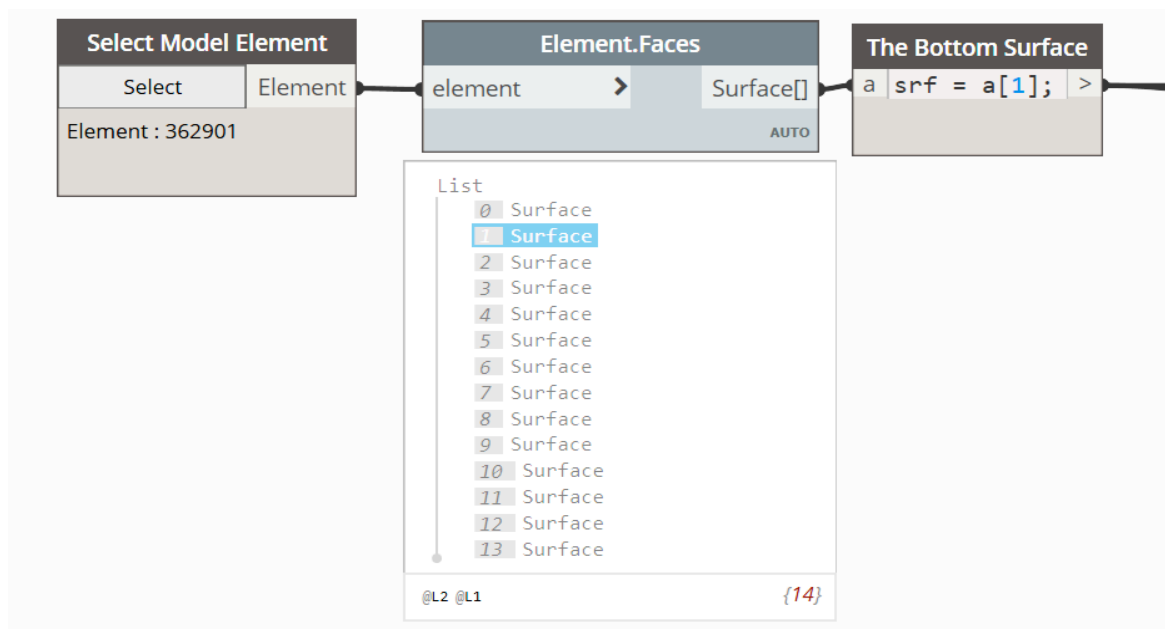 Select Model Element
Select
Element
Element : 362901
Element.Faces
element
>
Surface[]
AUTO
The Bottom Surface
a
srf = a[1];
>
List
0 Surface
1 Surface
2 Surface
3 Surface
4 Surface
5 Surface
6 Surface
7 Surface
8 Surface
9 Surface
10 Surface
11 Surface
12 Surface
13 Surface
@L2 @L1
{14}